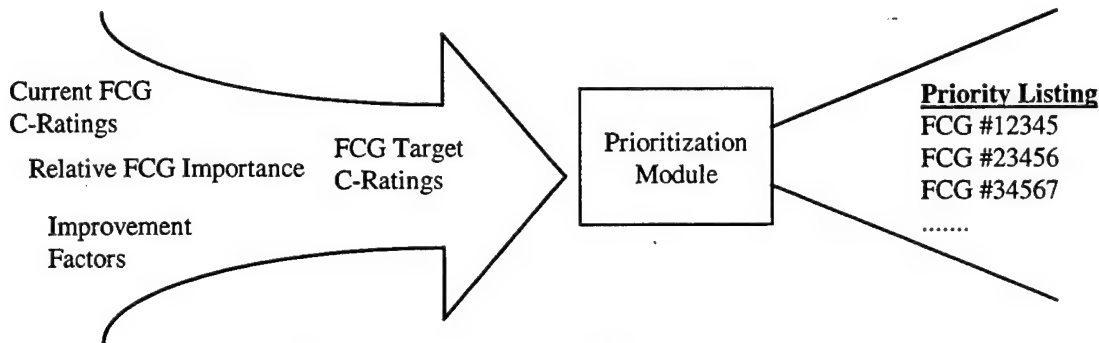 Current FCG
C-Ratings
Relative FCG Importance
Improvement
Factors
FCG Target
C-Ratings
Prioritization
Module
Priority Listing
FCG #12345
FCG #23456
FCG #34567
.......